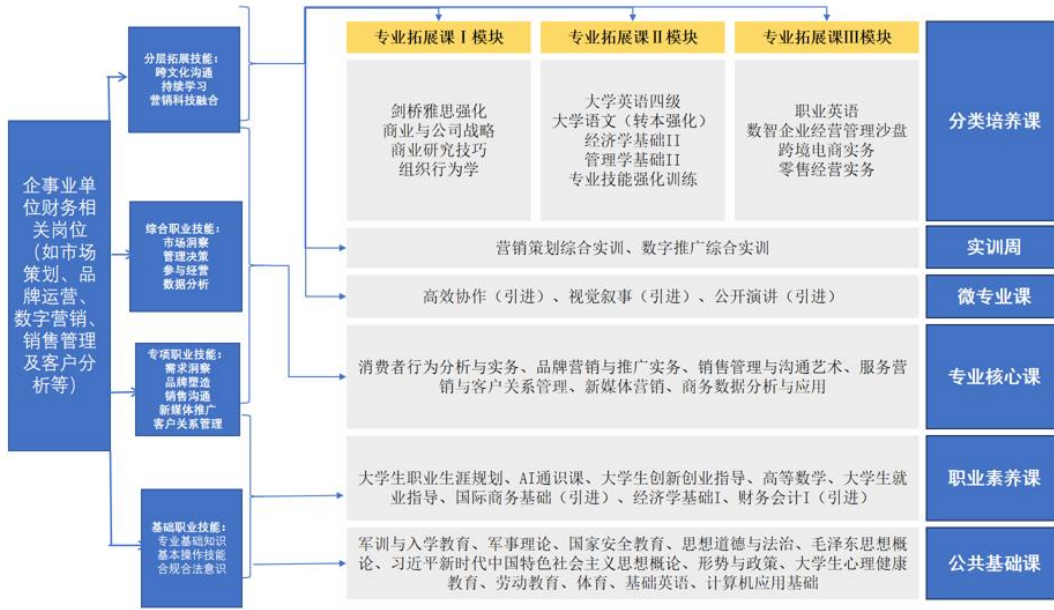 企事业单
位财务相
关岗位
（如市场
策划、品
牌运营、
数字营销、
销售管理
及客户分
析等）
分层拓展技能：
跨文化沟通
持续学习
营销科技融合
综合职业技能：
市场洞察
管理决策
参与经营
数据分析
专项职业技能：
需求洞察
品牌塑造
销售沟通
新媒体推广
客户关系管理
基础职业技能：
专业基础知识
基本操作技能
合规合法意识
专业拓展课Ⅰ模块
剑桥雅思强化
商业与公司战略
商业研究技巧
组织行为学
专业拓展课Ⅱ模块
大学英语四级
大学语文（转本强化）
经济学基础II
管理学基础II
专业技能强化训练
专业拓展课Ⅲ模块
职业英语
数智企业经营管理沙盘
跨境电商实务
零售经营实务
分类培养课
营销策划综合实训、数字推广综合实训
实训周
高效协作（引进）、视觉叙事（引进）、公开演讲（引进）
微专业课
消费者行为分析与实务、品牌营销与推广实务、销售管理与沟通艺术、服务营
销与客户关系管理、新媒体营销、商务数据分析与应用
专业核心课
大学生职业生涯规划、AI通识课、大学生创新创业指导、高等数学、大学生就
业指导、国际商务基础（引进）、经济学基础I、财务会计I（引进）
职业素养课
军训与入学教育、军事理论、国家安全教育、思想道德与法治、毛泽东思想概
论、习近平新时代中国特色社会主义思想概论、形势与政策、大学生心理健康
教育、劳动教育、体育、基础英语、计算机应用基础
公共基础课